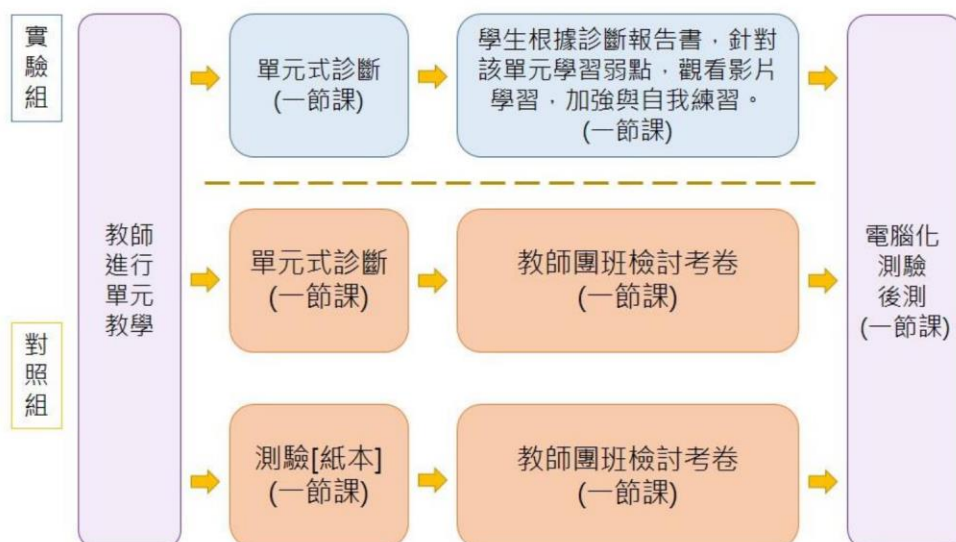 實
驗
組
教師
進行
單元
教學
單元式診斷
(一節課)
學生根據診斷報告書，針對
該單元學習弱點，觀看影片
學習，加強與自我練習。
(一節課)
對
照
組
單元式診斷
(一節課)
教師團班檢討考卷
(一節課)
測驗[紙本]
(一節課)
教師團班檢討考卷
(一節課)
電腦化
測驗
後測
(一節課)